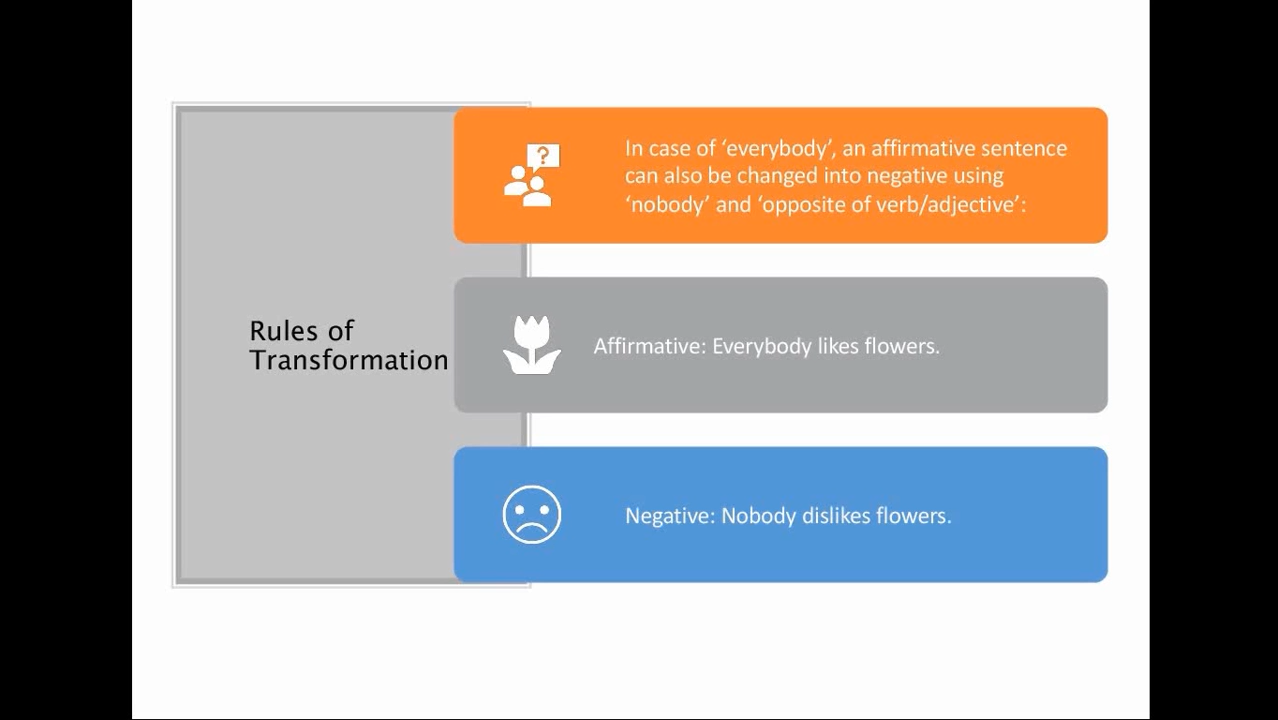 Rules of
Transformation
In case of ‘everybody’, an affirmative sentence
can also be changed into negative using
‘nobody’ and ‘opposite of verb/adjective’:
Affirmative: Everybody likes flowers.
Negative: Nobody dislikes flowers.